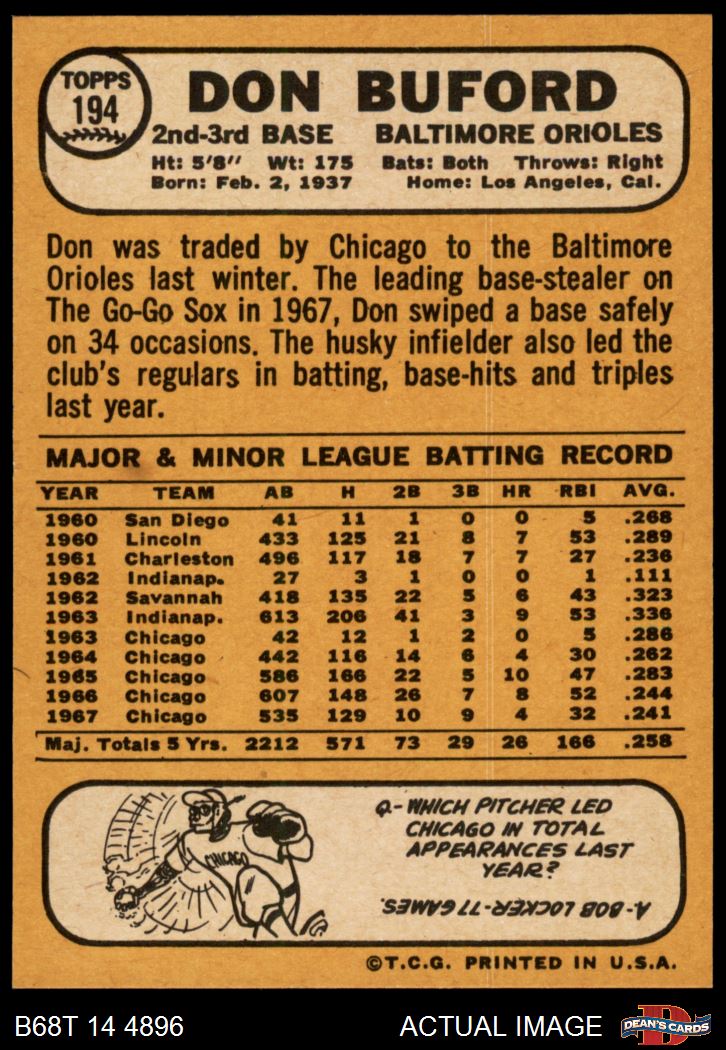 TOPPS
194
DON BUFORD
2nd-3rd BASE BALTIMORE ORIOLES
Ht: 5'8" Wt: 175 Bats: Both Throws: Right
Born: Feb. 2, 1937 Home: Los Angeles, Cal.
Don was traded by Chicago to the Baltimore
Orioles last winter. The leading base-stealer on
The Go-Go Sox in 1967, Don swiped a base safely
on 34 occasions. The husky infielder also led the
club's regulars in batting, base-hits and triples
last year.
MAJOR & MINOR LEAGUE BATTING RECORD
YEAR TEAM AB H 2B 3B HR RBI AVG.
1960 San Diego 41 11 1 0 0 5 .268
1960 Lincoln 433 125 21 8 7 53 .289
1961 Charleston 496 117 18 7 7 27 .236
1962 Indianap. 27 3 1 0 0 1 .111
1962 Savannah 418 135 22 5 6 43 .323
1963 Indianap. 613 206 41 3 9 53 .336
1963 Chicago 42 12 1 2 0 5 .286
1964 Chicago 442 116 14 6 4 30 .262
1965 Chicago 586 166 22 5 10 47 .283
1966 Chicago 607 148 26 7 8 52 .244
1967 Chicago 535 129 10 9 4 32 .241
Maj. Totals 5 Yrs. 2212 571 73 29 26 166 .258
CHICAGO
Q- WHICH PITCHER LED
CHICAGO IN TOTAL
APPEARANCES LAST
YEAR?
A- BOB LOCKER-77 GAMES.
©T.C.G. PRINTED IN U.S.A.
B68T 14 4896 ACTUAL IMAGE
D
DEAN'S CARDS